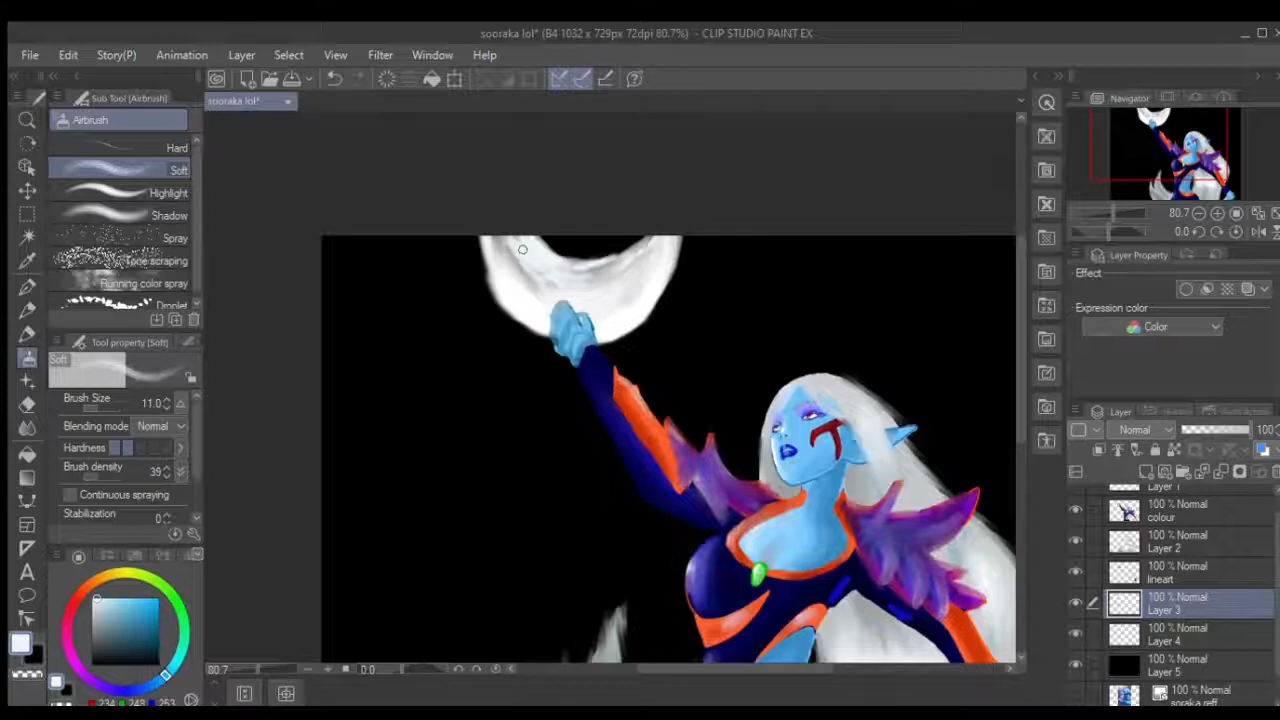 sooraka lol* (B4 1032 x 729px 72dpi 80.7%) - CLIP STUDIO PAINT EX
File Edit Story(P) Animation Layer Select View Filter Window Help
Sub Tool [Airbrush]
Airbrush
Hard
Soft
Highlight
Shadow
Spray
Tone scraping
Running color spray
Droplet
Tool property [Soft]
Soft
Brush Size 11.0
Blending mode Normal
Hardness
Brush density 39
Continuous spraying
Stabilization 0
234 248 253
sooraka lol*
80.7 0.0
Navigator
80.7
0.0
Layer Property
Effect
Expression color
Color
Layer
Normal 100
Layer 1
100 % Normal
colour
100 % Normal
Layer 2
100 % Normal
lineart
100 % Normal
Layer 3
100 % Normal
Layer 4
100 % Normal
Layer 5
100 % Normal
soraka reff